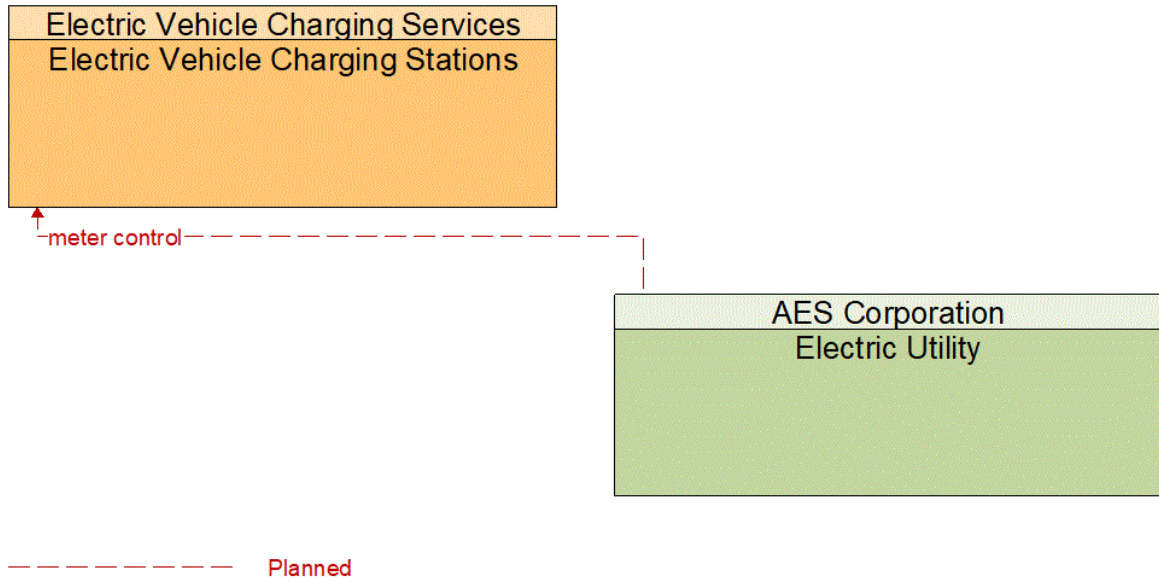 Electric Vehicle Charging Services
Electric Vehicle Charging Stations
meter control
AES Corporation
Electric Utility
Planned